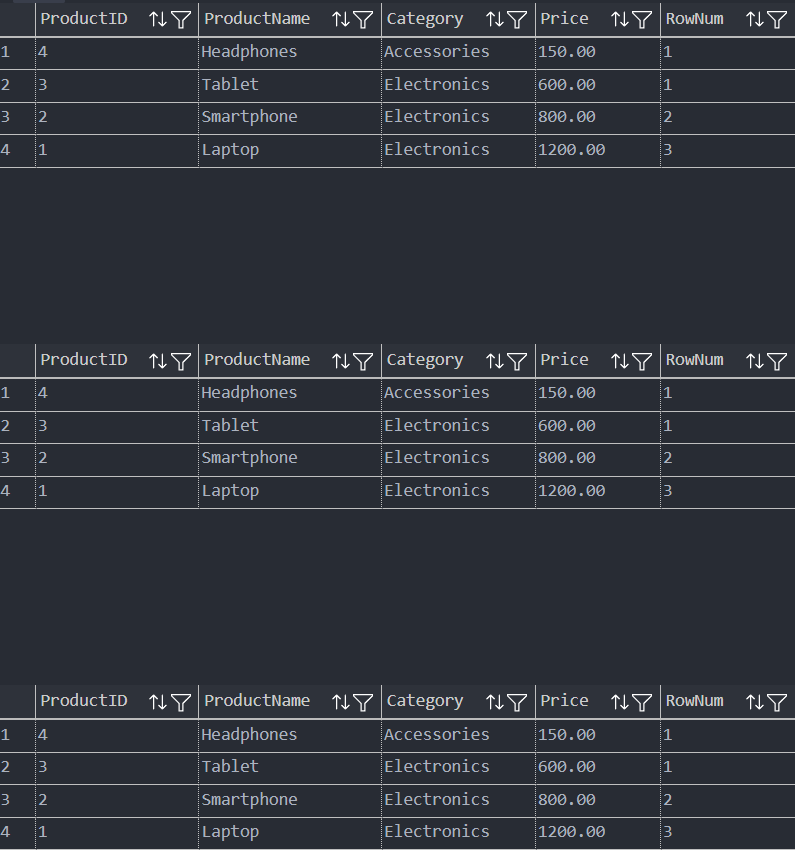 ProductID ProductName Category Price RowNum
1 4 Headphones Accessories 150.00 1
2 3 Tablet Electronics 600.00 1
3 2 Smartphone Electronics 800.00 2
4 1 Laptop Electronics 1200.00 3
ProductID ProductName Category Price RowNum
1 4 Headphones Accessories 150.00 1
2 3 Tablet Electronics 600.00 1
3 2 Smartphone Electronics 800.00 2
4 1 Laptop Electronics 1200.00 3
ProductID ProductName Category Price RowNum
1 4 Headphones Accessories 150.00 1
2 3 Tablet Electronics 600.00 1
3 2 Smartphone Electronics 800.00 2
4 1 Laptop Electronics 1200.00 3